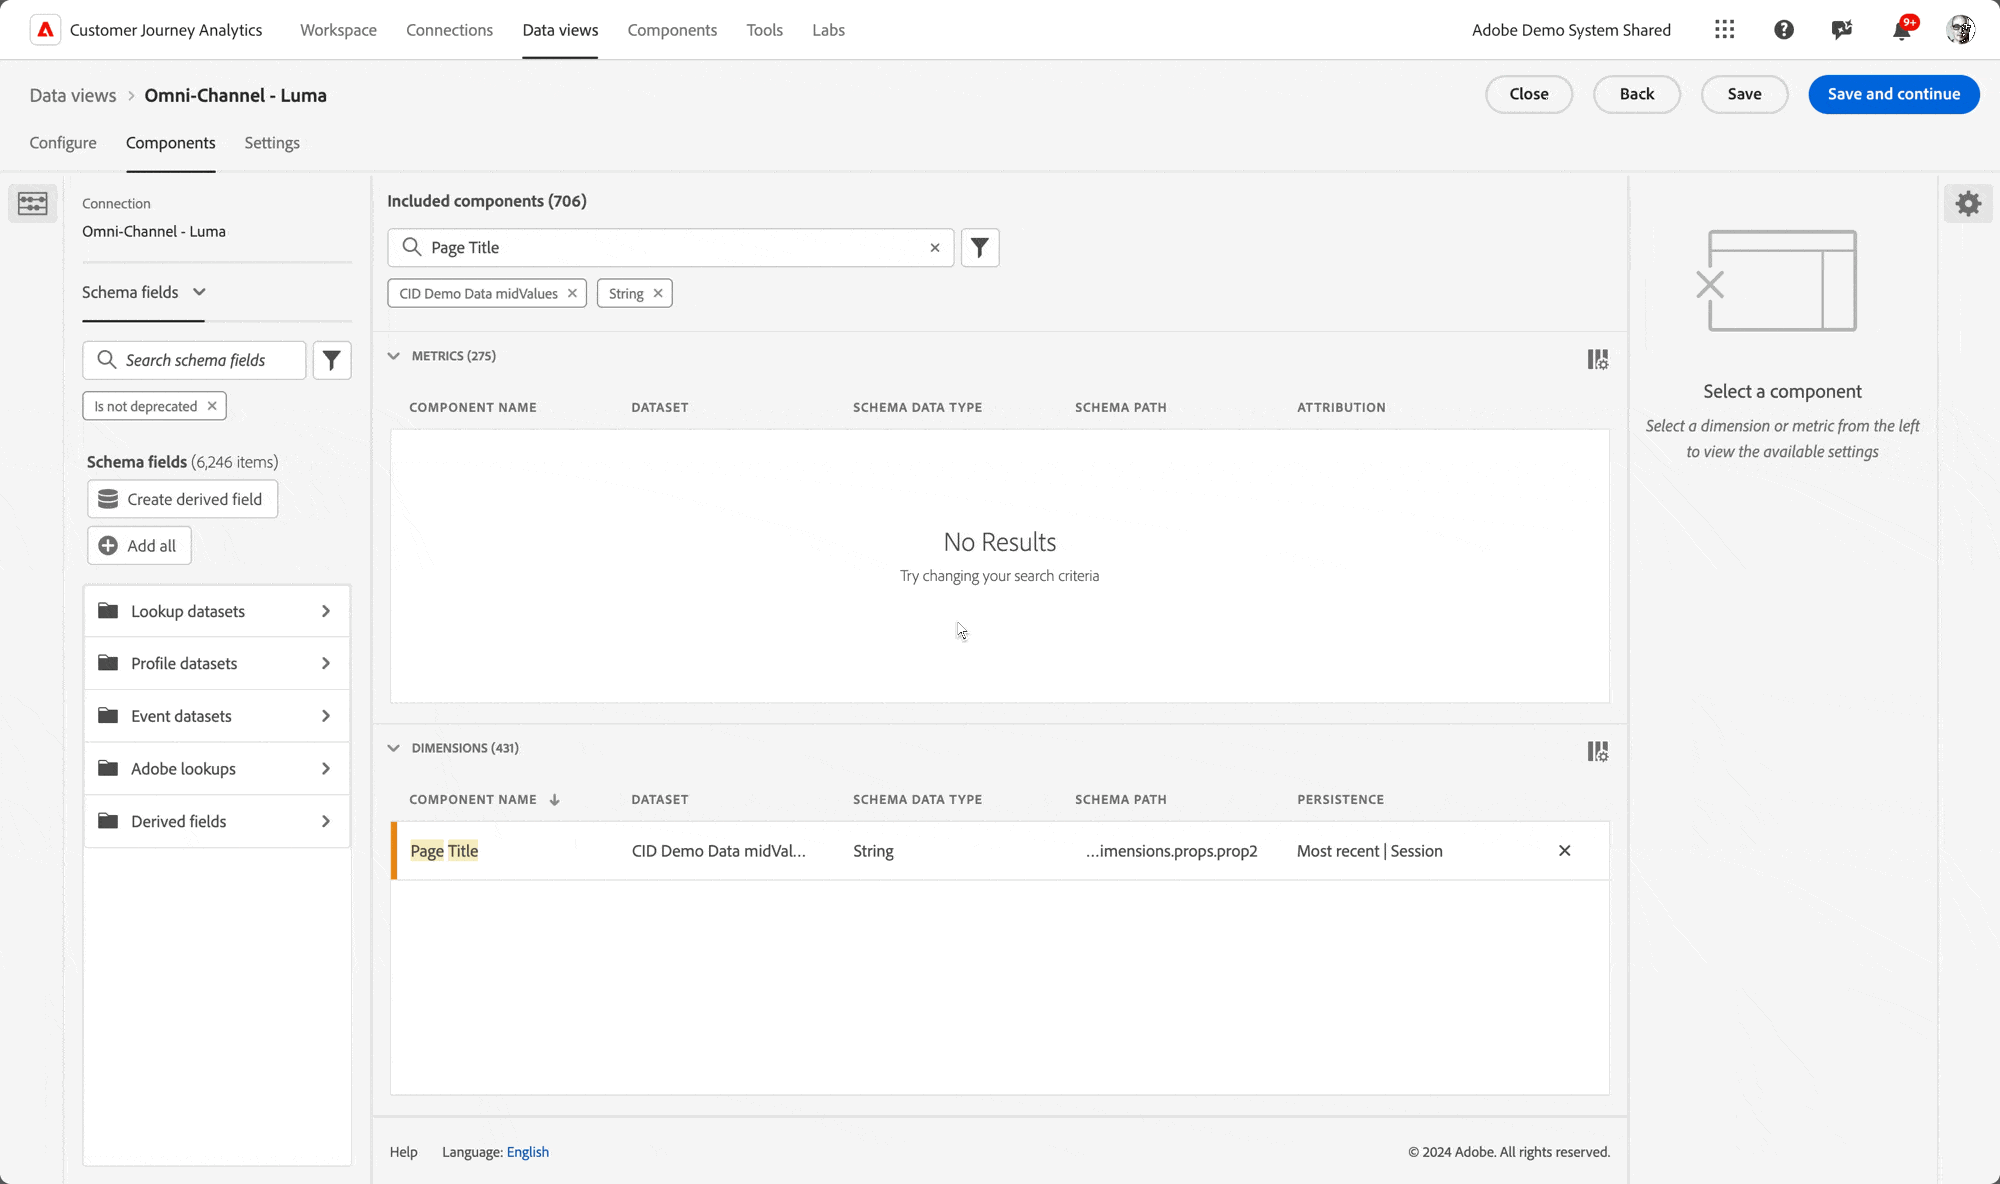 Customer Journey Analytics Workspace Connections Data views Components Tools Labs Adobe Demo System Shared 9+
Data views > Omni-Channel - Luma Close Back Save Save and continue
Configure Components Settings
Connection
Omni-Channel - Luma
Schema fields
Search schema fields
Is not deprecated
Schema fields (6,246 items)
Create derived field
Add all
Lookup datasets
Profile datasets
Event datasets
Adobe lookups
Derived fields
Included components (706)
Page Title
CID Demo Data midValues String
METRICS (275)
COMPONENT NAME DATASET SCHEMA DATA TYPE SCHEMA PATH ATTRIBUTION
No Results
Try changing your search criteria
DIMENSIONS (431)
COMPONENT NAME DATASET SCHEMA DATA TYPE SCHEMA PATH PERSISTENCE
Page Title CID Demo Data midVal... String ...imensions.props.prop2 Most recent | Session
Select a component
Select a dimension or metric from the left
to view the available settings
Help Language: English © 2024 Adobe. All rights reserved.